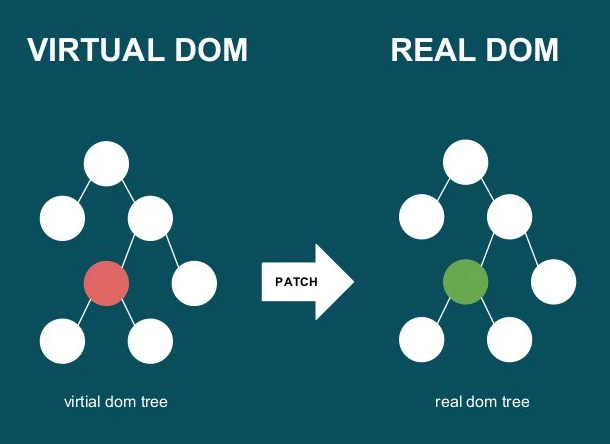 VIRTUAL DOM
REAL DOM
PATCH
virtial dom tree
real dom tree